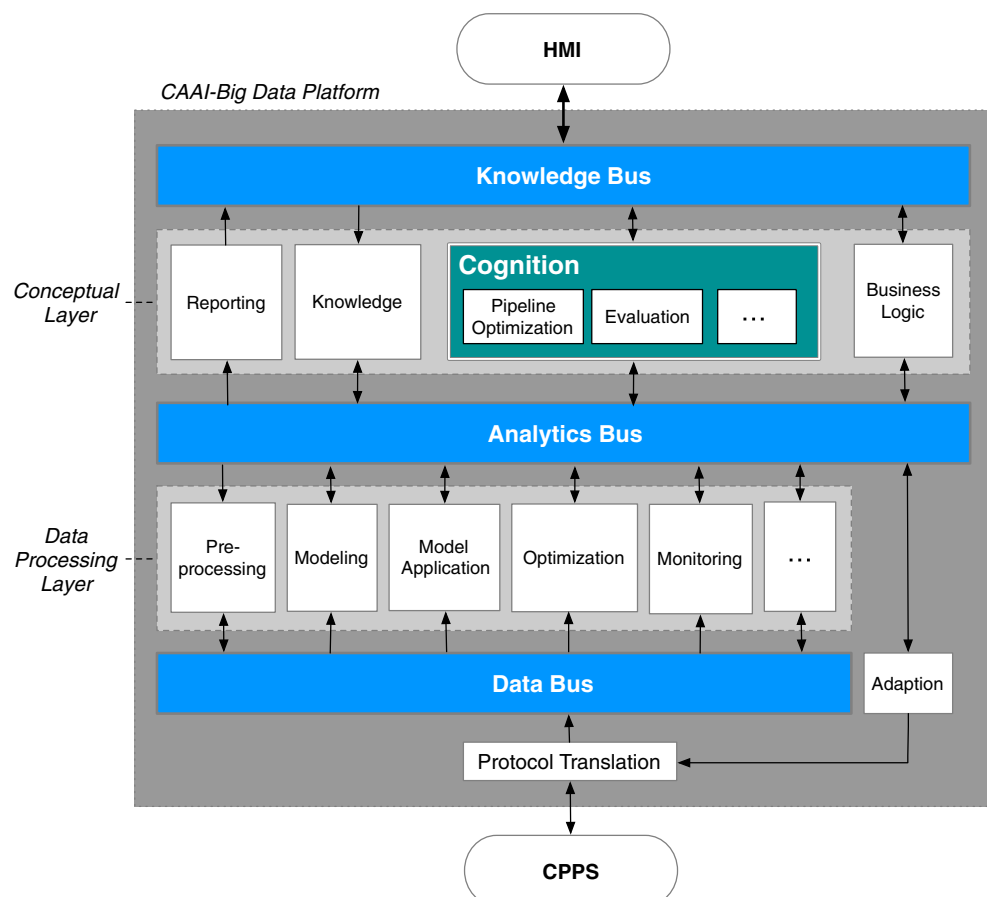 HMI
CAAI-Big Data Platform
Knowledge Bus
Conceptual
Layer
Reporting
Knowledge
Cognition
Pipeline
Optimization
Evaluation
...
Business
Logic
Analytics Bus
Data
Processing
Layer
Pre-
processing
Modeling
Model
Application
Optimization
Monitoring
...
Data Bus
Adaption
Protocol Translation
CPPS